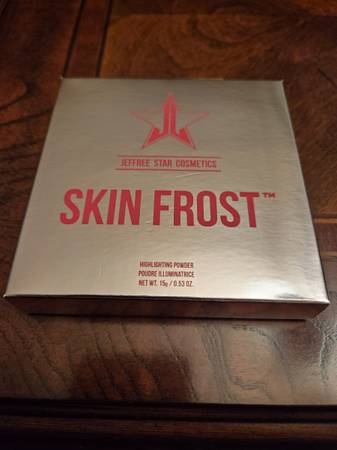 JEFFREE STAR COSMETICS
SKIN FROST™
HIGHLIGHTING POWDER
POUDRE ILLUMINATRICE
NET WT. 15g / 0.53 OZ.